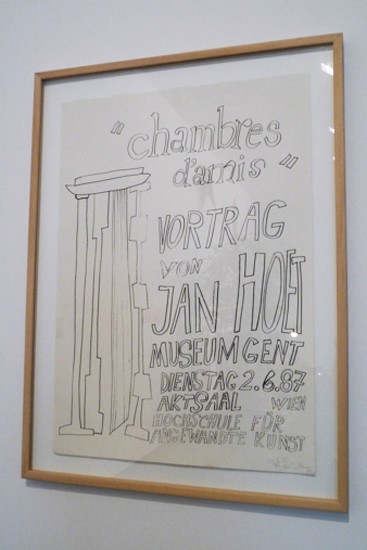 "chambres
d'amis"
VORTRAG
VON
JAN HOET
MUSEUM GENT
DIENSTAG 2.6.87
AKTSAAL WIEN
HOCHSCHULE FÜR
ANGEWANDTE KUNST